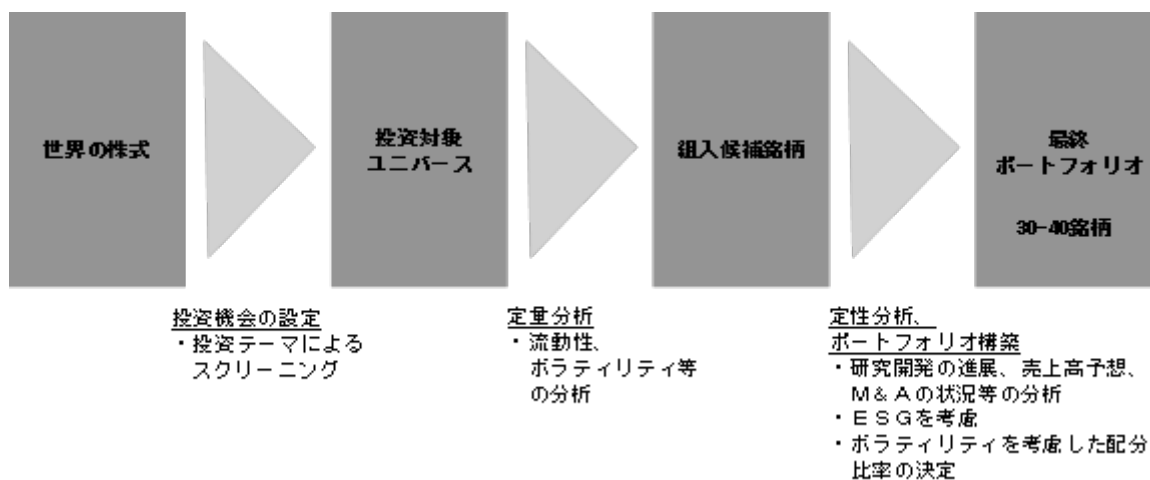 世界の株式
投資対象
ユニバース
組入候補銘柄
最終
ポートフォリオ
30-40銘柄
投資機会の設定
・投資テーマによる
スクリーニング
定量分析
・流動性、
ボラティリティ等
の分析
定性分析、
ポートフォリオ構築
・研究開発の進展、売上高予想、
M&Aの状況等の分析
・ESGを考慮
・ボラティリティを考慮した配分
比率の決定